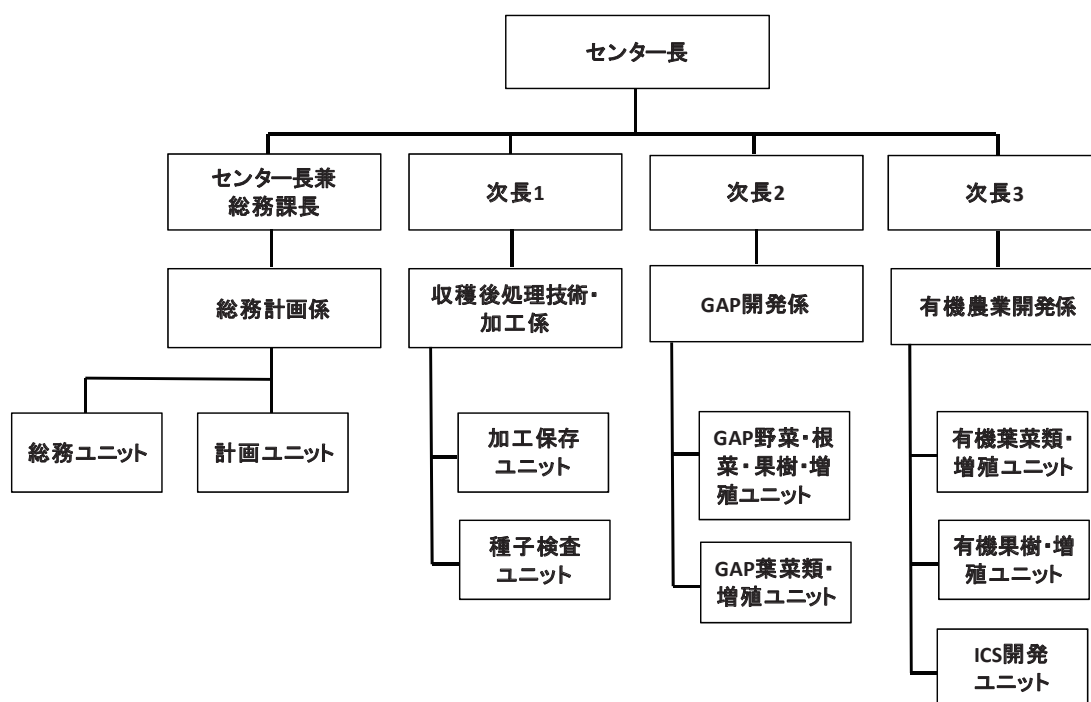 センター長
センター長兼
総務課長
次長1
次長2
次長3
総務計画係
収穫後処理技術・
加工係
GAP開発係
有機農業開発係
総務ユニット
計画ユニット
加工保存
ユニット
GAP野菜・根
菜・果樹・増
殖ユニット
有機葉菜類・
増殖ユニット
種子検査
ユニット
GAP葉菜類・
増殖ユニット
有機果樹・増
殖ユニット
ICS開発
ユニット